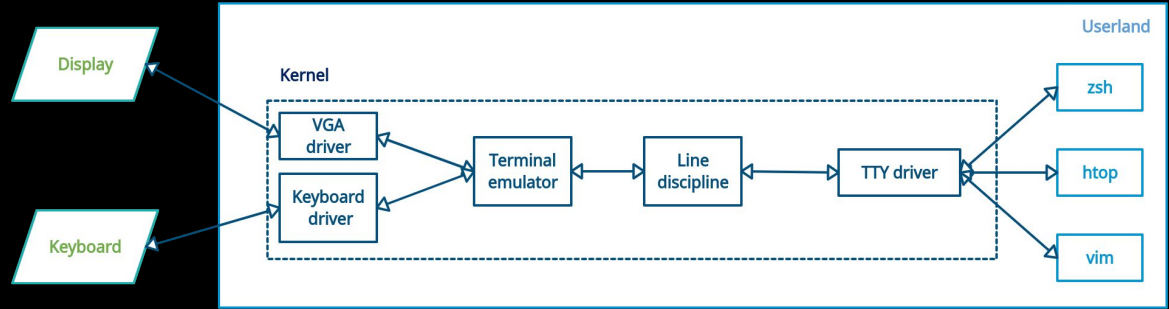 Userland
Display
Kernel
VGA
driver
Keyboard
driver
Keyboard
Terminal
emulator
Line
discipline
TTY driver
zsh
htop
vim